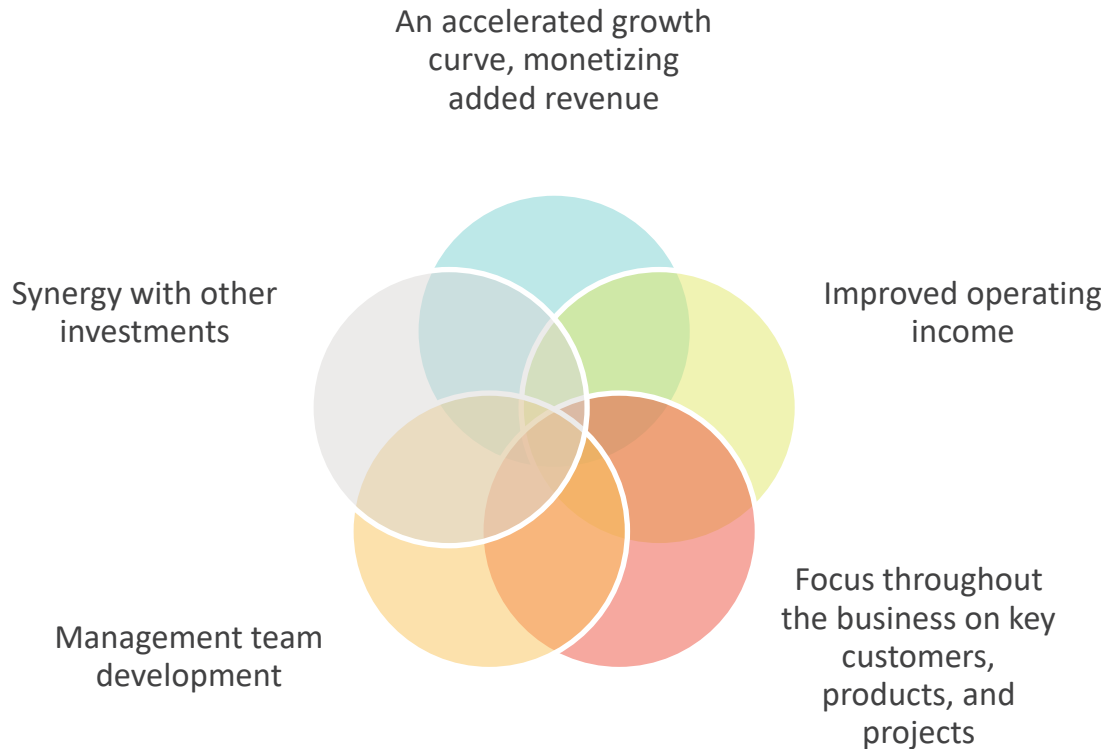 An accelerated growth
curve, monetizing
added revenue
Improved operating
income
Focus throughout
the business on key
customers,
products, and
projects
Management team
development
Synergy with other
investments